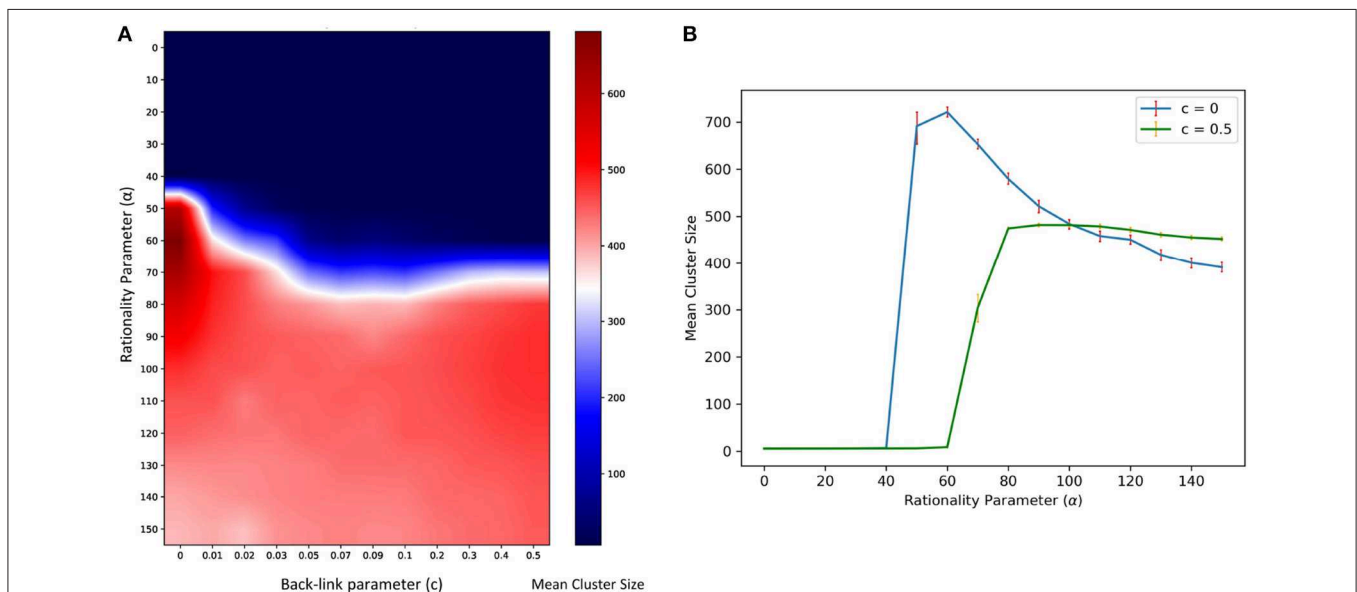 A
0
10
20
30
40
50
60
70
80
90
100
110
120
130
140
150
Rationality Parameter (α)
0 0.01 0.02 0.03 0.05 0.07 0.09 0.1 0.2 0.3 0.4 0.5
Back-link parameter (c)
600
500
400
300
200
100
Mean Cluster Size
B
700
600
500
400
300
200
100
0
Mean Cluster Size
c = 0
c = 0.5
0 20 40 60 80 100 120 140
Rationality Parameter (α)